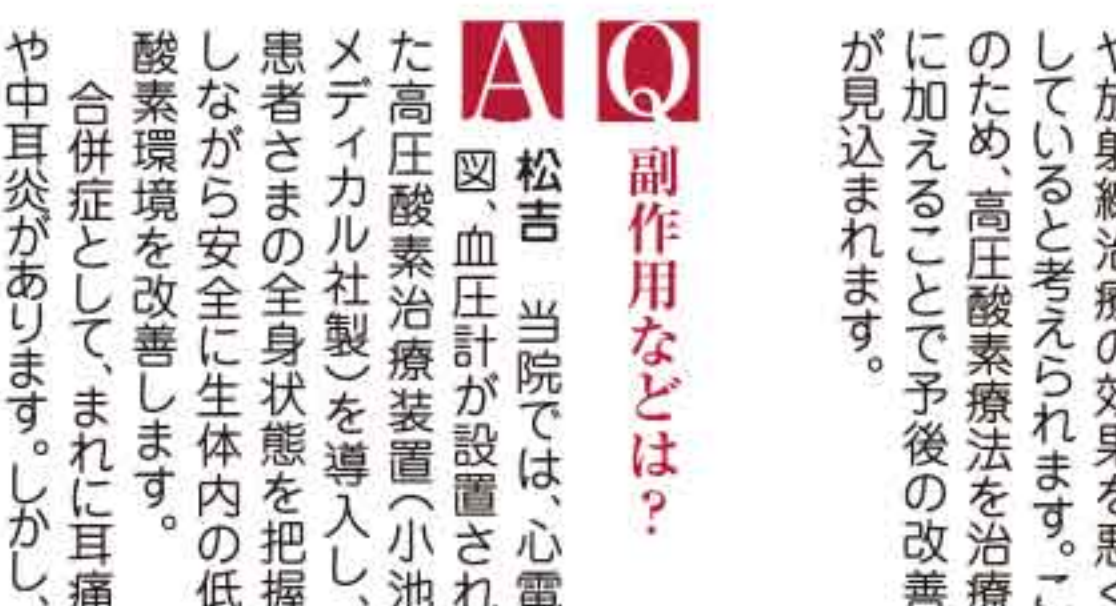 や放射線治療の効果を悪く
していると考えられます。こ
のため、高圧酸素療法を治療
に加えることで予後の改善
が見込まれます。
Q 副作用などは？
A 松吉　当院では、心電
図、血圧計が設置され
た高圧酸素治療装置（小池
メディカル社製）を導入し、
患者さまの全身状態を把握
しながら安全に生体内の低
酸素環境を改善します。
合併症として、まれに耳痛
や中耳炎があります。しかし、